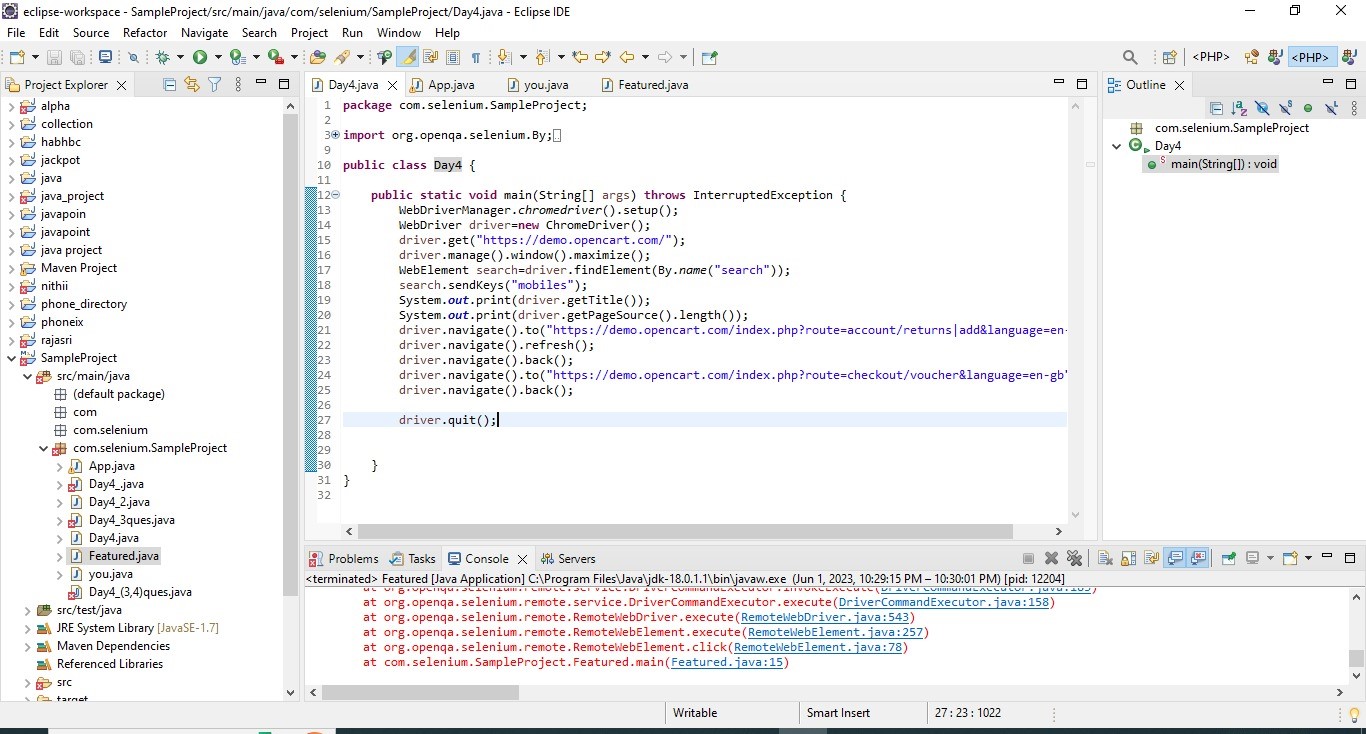 eclipse-workspace - SampleProject/src/main/java/com/selenium/SampleProject/Day4.java - Eclipse IDE
File Edit Source Refactor Navigate Search Project Run Window Help
<PHP> <PHP>
Project Explorer
alpha
collection
habhbc
jackpot
java
java_project
javapoin
javapoint
java project
Maven Project
nithii
phone_directory
phoneix
rajasri
SampleProject
src/main/java
(default package)
com
com.selenium
com.selenium.SampleProject
App.java
Day4_.java
Day4_2.java
Day4_3ques.java
Day4.java
Featured.java
you.java
Day4_(3,4)ques.java
src/test/java
JRE System Library [JavaSE-1.7]
Maven Dependencies
Referenced Libraries
src
target
Day4.java App.java you.java Featured.java
1 package com.selenium.SampleProject;
2
3 import org.openqa.selenium.By;
9
10 public class Day4 {
11
12 public static void main(String[] args) throws InterruptedException {
13 WebDriverManager.chromedriver().setup();
14 WebDriver driver=new ChromeDriver();
15 driver.get("https://demo.opencart.com/");
16 driver.manage().window().maximize();
17 WebElement search=driver.findElement(By.name("search"));
18 search.sendKeys("mobiles");
19 System.out.print(driver.getTitle());
20 System.out.print(driver.getPageSource().length());
21 driver.navigate().to("https://demo.opencart.com/index.php?route=account/returns|add&language=en-
22 driver.navigate().refresh();
23 driver.navigate().back();
24 driver.navigate().to("https://demo.opencart.com/index.php?route=checkout/voucher&language=en-gb"
25 driver.navigate().back();
26
27 driver.quit();
28
29
30 }
31 }
32
Outline
com.selenium.SampleProject
Day4
main(String[]) : void
Problems Tasks Console Servers
<terminated> Featured [Java Application] C:\Program Files\Java\jdk-18.0.1.1\bin\javaw.exe (Jun 1, 2023, 10:29:15 PM – 10:30:01 PM) [pid: 12204]
at org.openqa.selenium.remote.service.DriverCommandExecutor.invokeExecute(DriverCommandExecutor.java:185)
at org.openqa.selenium.remote.service.DriverCommandExecutor.execute(DriverCommandExecutor.java:158)
at org.openqa.selenium.remote.RemoteWebDriver.execute(RemoteWebDriver.java:543)
at org.openqa.selenium.remote.RemoteWebElement.execute(RemoteWebElement.java:257)
at org.openqa.selenium.remote.RemoteWebElement.click(RemoteWebElement.java:78)
at com.selenium.SampleProject.Featured.main(Featured.java:15)
Writable Smart Insert 27 : 23 : 1022